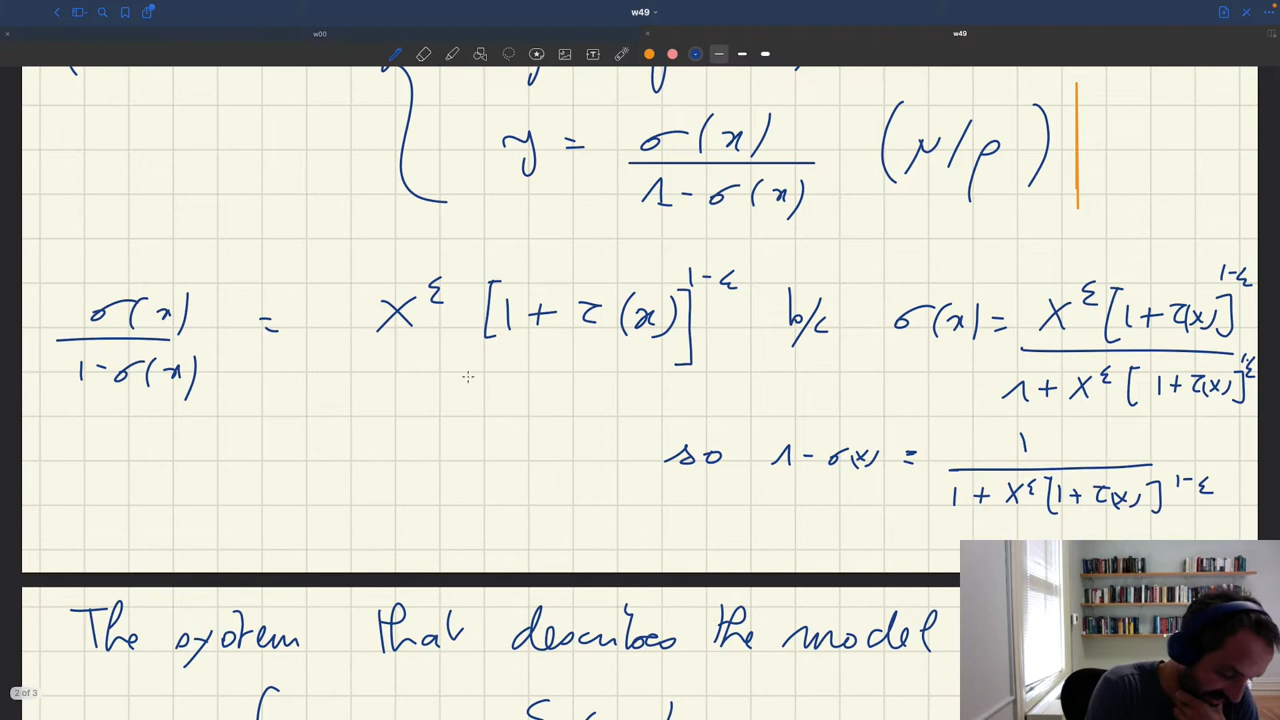 w49
w00
w49
y = σ(x) / 1 - σ(x) (μ/ρ)
σ(x) / 1 - σ(x) = x^ε [1 + τ(x)]^1-ε b/c σ(x) = x^ε [1 + τ(x)]^1-ε / 1 + x^ε [1 + τ(x)]^1-ε
so 1 - σ(x) = 1 / 1 + x^ε [1 + τ(x)]^1-ε
2 of 3
The system that describes the model